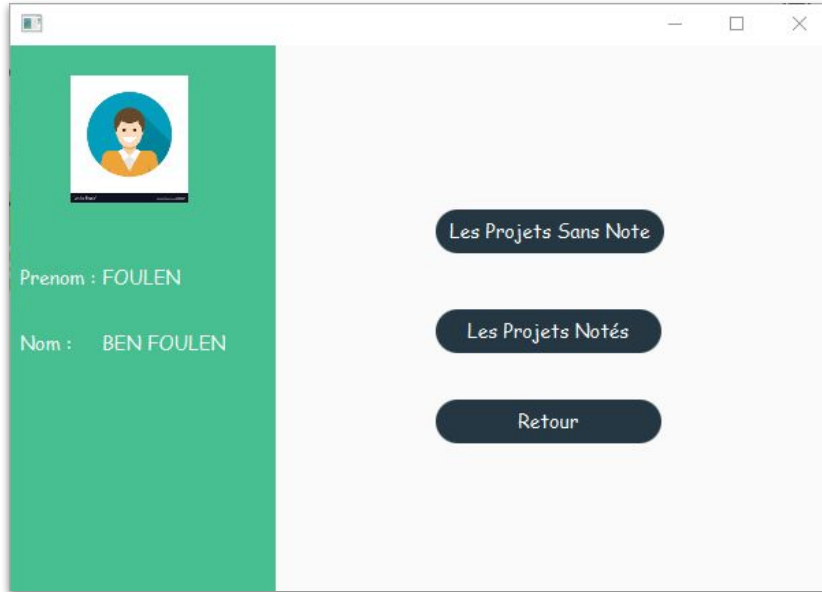 Prenom : FOULEN
Nom : BEN FOULEN
Les Projets Sans Note
Les Projets Notés
Retour